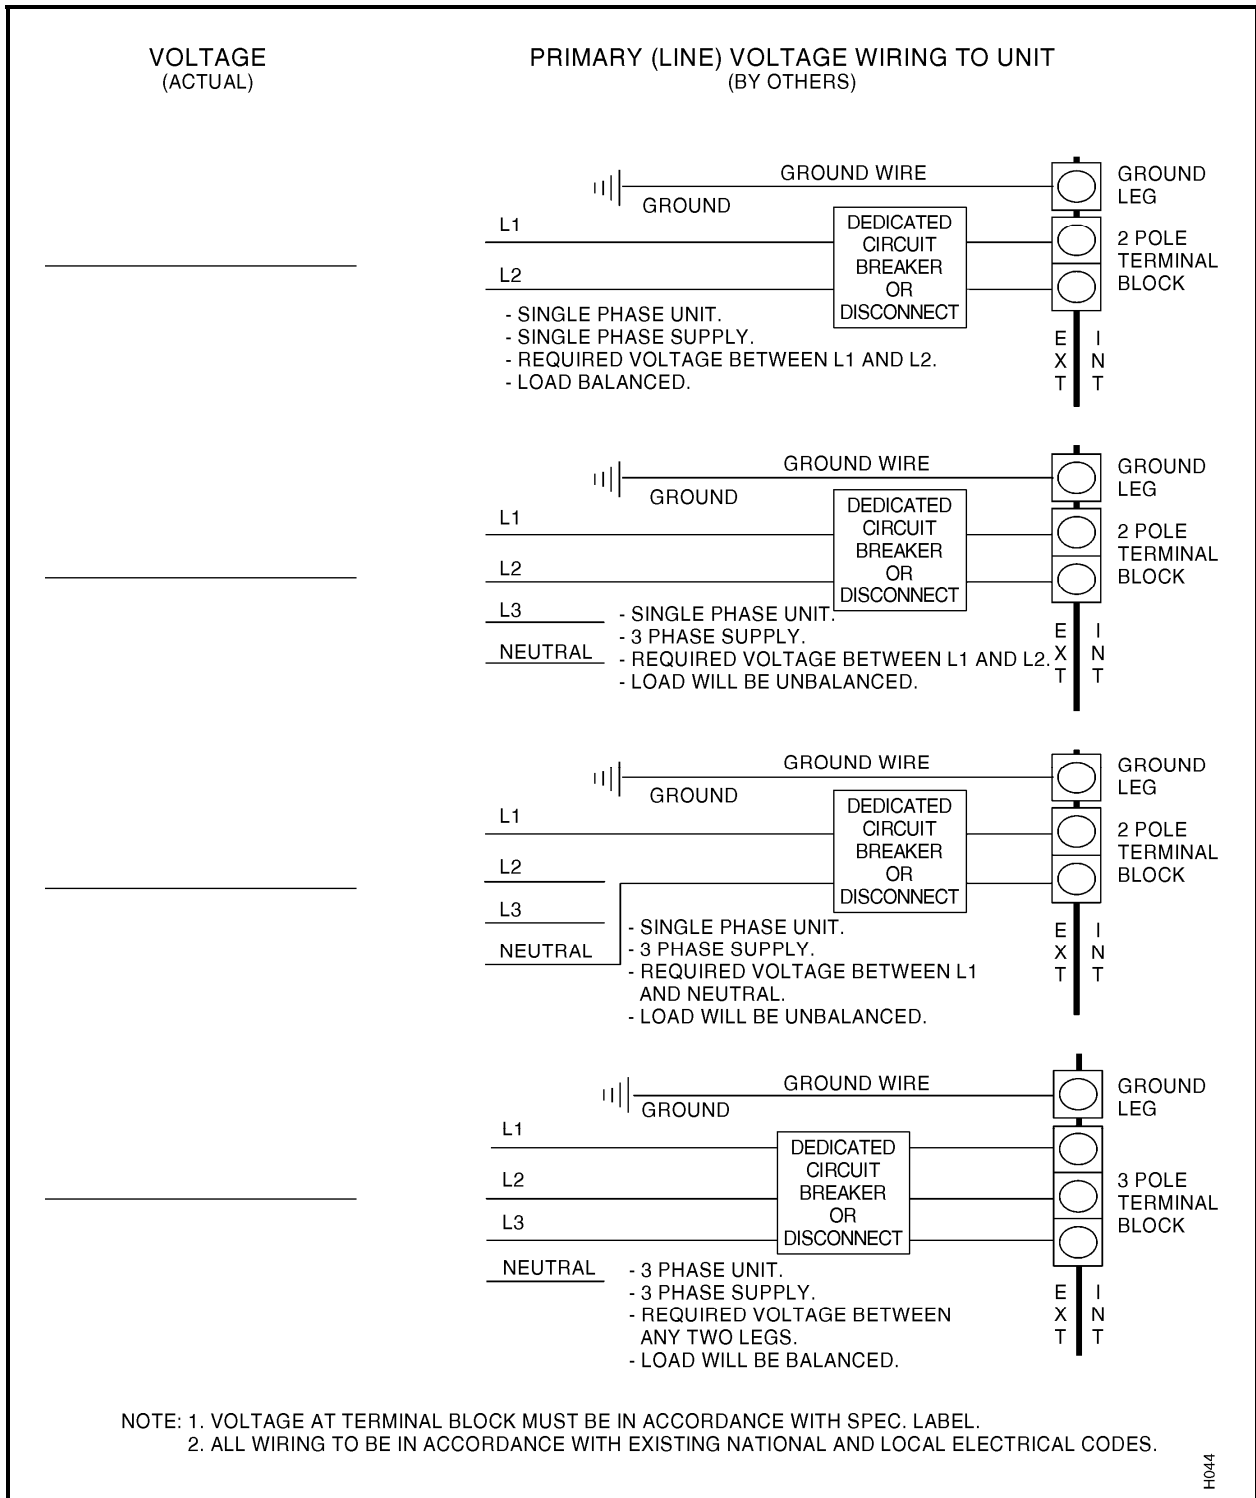 VOLTAGE
(ACTUAL)
PRIMARY (LINE) VOLTAGE WIRING TO UNIT
(BY OTHERS)
GROUND WIRE
GROUND
GROUND
LEG
L1
L2
DEDICATED
CIRCUIT
BREAKER
OR
DISCONNECT
2 POLE
TERMINAL
BLOCK
- SINGLE PHASE UNIT.
- SINGLE PHASE SUPPLY.
- REQUIRED VOLTAGE BETWEEN L1 AND L2.
- LOAD BALANCED.
EXT
INT
GROUND WIRE
GROUND
GROUND
LEG
L1
L2
L3
NEUTRAL
DEDICATED
CIRCUIT
BREAKER
OR
DISCONNECT
2 POLE
TERMINAL
BLOCK
- SINGLE PHASE UNIT.
- 3 PHASE SUPPLY.
- REQUIRED VOLTAGE BETWEEN L1 AND L2.
- LOAD WILL BE UNBALANCED.
EXT
INT
GROUND WIRE
GROUND
GROUND
LEG
L1
L2
L3
NEUTRAL
DEDICATED
CIRCUIT
BREAKER
OR
DISCONNECT
2 POLE
TERMINAL
BLOCK
- SINGLE PHASE UNIT.
- 3 PHASE SUPPLY.
- REQUIRED VOLTAGE BETWEEN L1
AND NEUTRAL.
- LOAD WILL BE UNBALANCED.
EXT
INT
GROUND WIRE
GROUND
GROUND
LEG
L1
L2
L3
NEUTRAL
DEDICATED
CIRCUIT
BREAKER
OR
DISCONNECT
3 POLE
TERMINAL
BLOCK
- 3 PHASE UNIT.
- 3 PHASE SUPPLY.
- REQUIRED VOLTAGE BETWEEN
ANY TWO LEGS.
- LOAD WILL BE BALANCED.
EXT
INT
NOTE: 1. VOLTAGE AT TERMINAL BLOCK MUST BE IN ACCORDANCE WITH SPEC. LABEL.
2. ALL WIRING TO BE IN ACCORDANCE WITH EXISTING NATIONAL AND LOCAL ELECTRICAL CODES.
H044